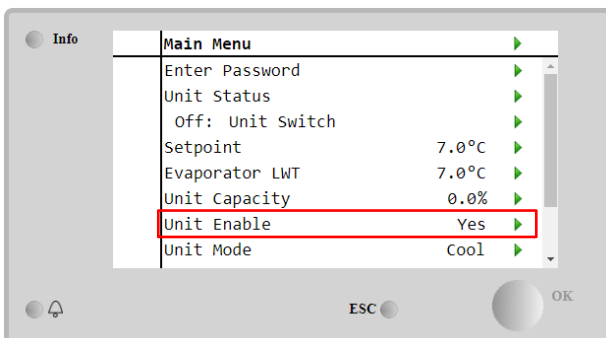 Info
Main Menu
Enter Password
Unit Status
Off: Unit Switch
Setpoint 7.0°C
Evaporator LWT 7.0°C
Unit Capacity 0.0%
Unit Enable Yes
Unit Mode Cool
ESC
OK